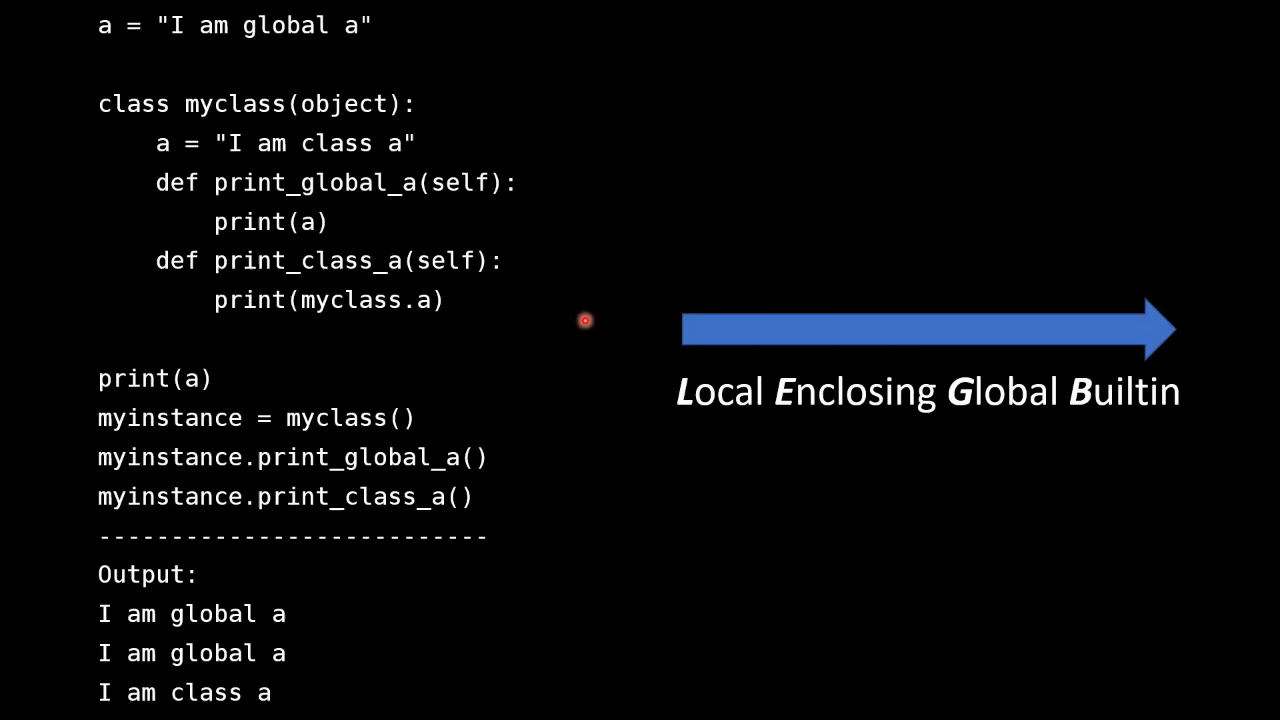 a = "I am global a"
class myclass(object):
a = "I am class a"
def print_global_a(self):
print(a)
def print_class_a(self):
print(myclass.a)
print(a)
myinstance = myclass()
myinstance.print_global_a()
myinstance.print_class_a()
---------------------------
Output:
I am global a
I am global a
I am class a
Local Enclosing Global Builtin